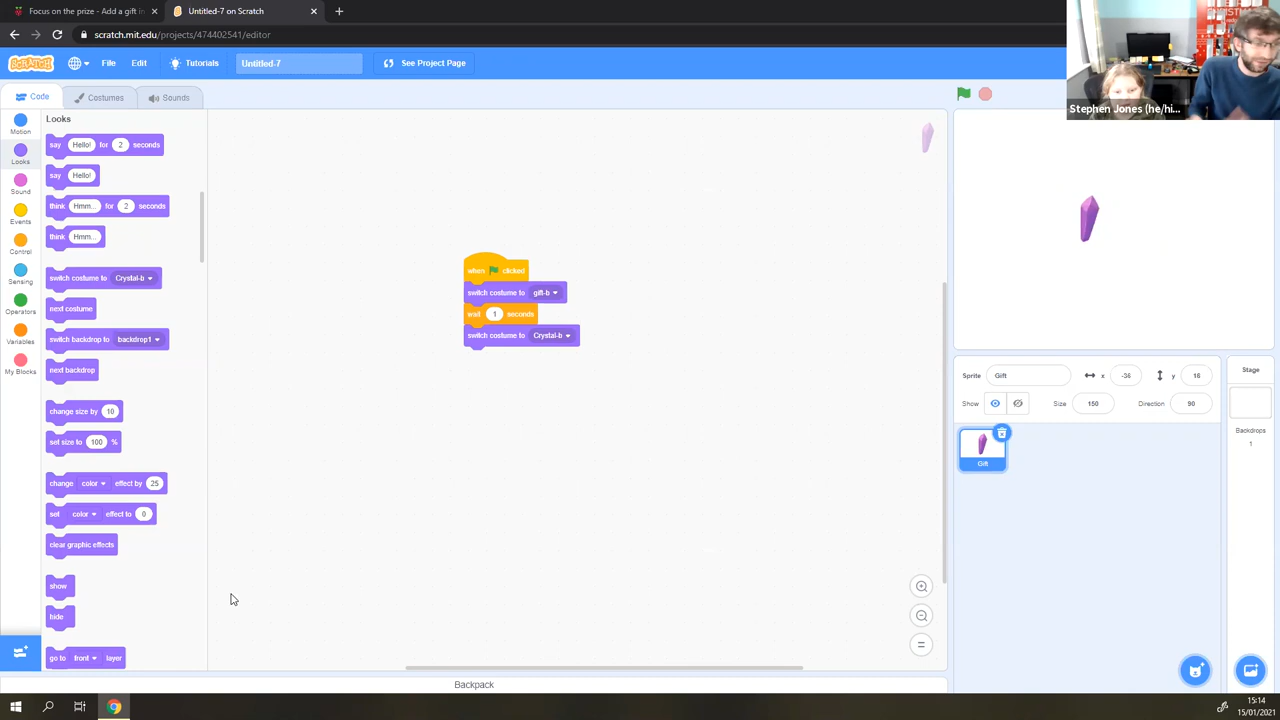 Focus on the prize - Add a gift in
Untitled-7 on Scratch
scratch.mit.edu/projects/474402541/editor
SCRATCH
File
Edit
Tutorials
Untitled-7
See Project Page
Stephen Jones (he/hi...
Code
Costumes
Sounds
Motion
Looks
Sound
Events
Control
Sensing
Operators
Variables
My Blocks
Looks
say Hello! for 2 seconds
say Hello!
think Hmm... for 2 seconds
think Hmm...
switch costume to Crystal-b
next costume
switch backdrop to backdrop1
next backdrop
change size by 10
set size to 100 %
change color effect by 25
set color effect to 0
clear graphic effects
show
hide
go to front layer
when clicked
switch costume to gift-b
wait 1 seconds
switch costume to Crystal-b
Sprite Gift x -36 y 16
Show Size 150 Direction 90
Gift
Stage
Backdrops
1
Backpack
15:14
15/01/2021